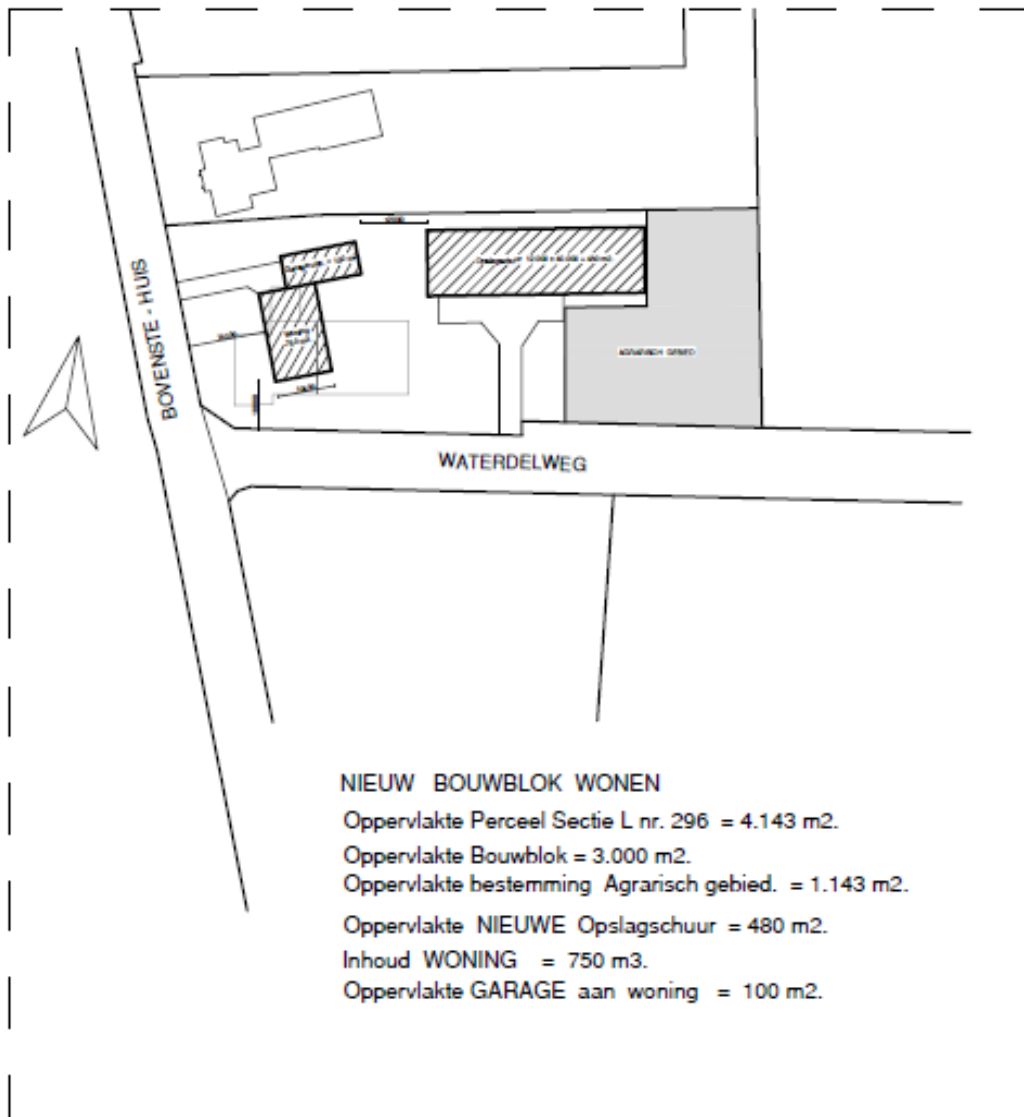 BOVENSTE - HUIS
AGRARISCH GEBIED
WATERDELWEG
NIEUW BOUWBLOK WONEN
Oppervlakte Perceel Sectie L nr. 296 = 4.143 m2.
Oppervlakte Bouwblok = 3.000 m2.
Oppervlakte bestemming Agrarisch gebied. = 1.143 m2.
Oppervlakte NIEUWE Opslagschuur = 480 m2.
Inhoud WONING = 750 m3.
Oppervlakte GARAGE aan woning = 100 m2.